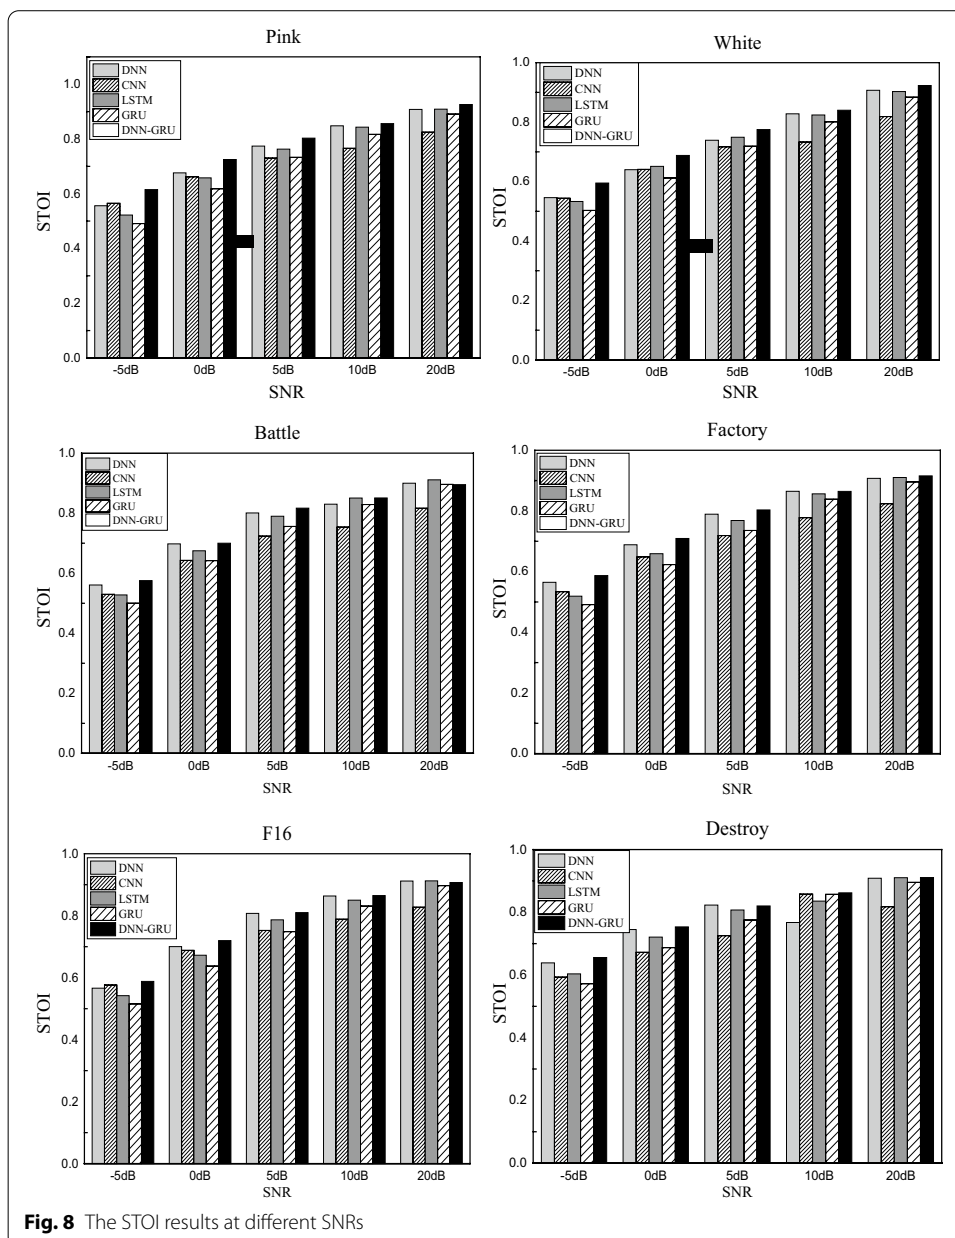 Pink
DNN
CNN
LSTM
GRU
DNN-GRU
1.0
0.8
0.6
0.4
0.2
0.0
STOI
-5dB 0dB 5dB 10dB 20dB
SNR
White
DNN
CNN
LSTM
GRU
DNN-GRU
1.0
0.8
0.6
0.4
0.2
0.0
STOI
-5dB 0dB 5dB 10dB 20dB
SNR
Battle
DNN
CNN
LSTM
GRU
DNN-GRU
1.0
0.8
0.6
0.4
0.2
0.0
STOI
-5dB 0dB 5dB 10dB 20dB
SNR
Factory
DNN
CNN
LSTM
GRU
DNN-GRU
1.0
0.8
0.6
0.4
0.2
0.0
STOI
-5dB 0dB 5dB 10dB 20dB
SNR
F16
DNN
CNN
LSTM
GRU
DNN-GRU
1.0
0.8
0.6
0.4
0.2
0.0
STOI
-5dB 0dB 5dB 10dB 20dB
SNR
Destroy
DNN
CNN
LSTM
GRU
DNN-GRU
1.0
0.8
0.6
0.4
0.2
0.0
STOI
-5dB 0dB 5dB 10dB 20dB
SNR
Fig. 8 The STOI results at different SNRs